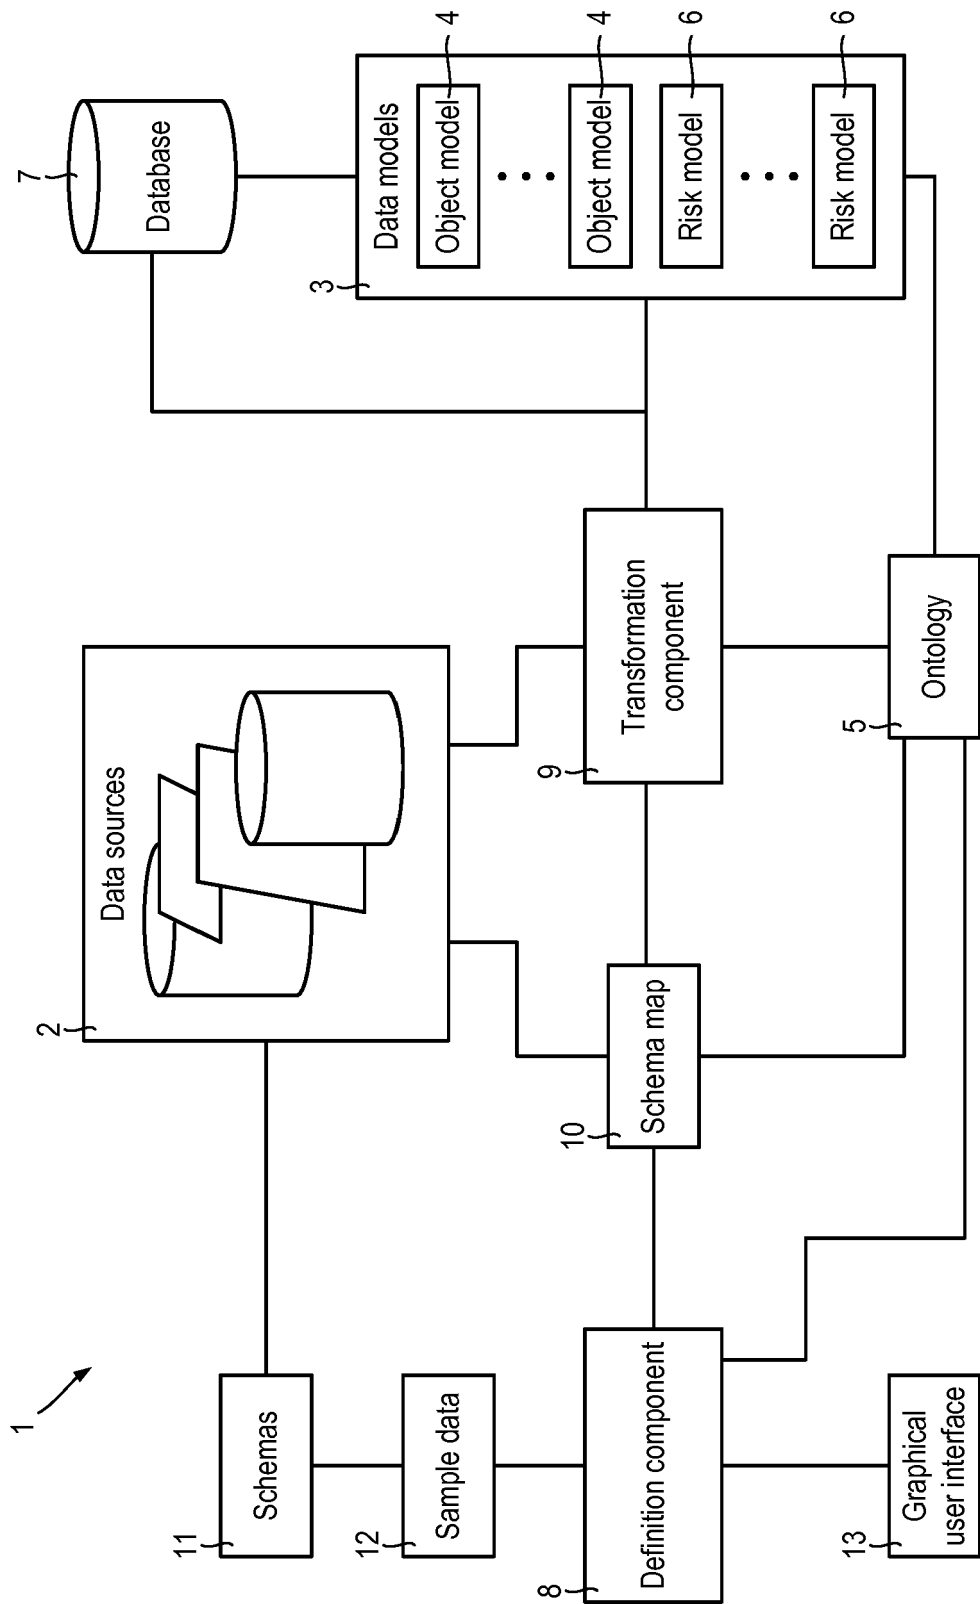 1
11
Schemas
12
Sample data
8
Definition component
13
Graphical
user interface
2
Data sources
10
Schema map
9
Transformation
component
5
Ontology
7
Database
3
Data models
Object model
4
Object model
4
Risk model
6
Risk model
6